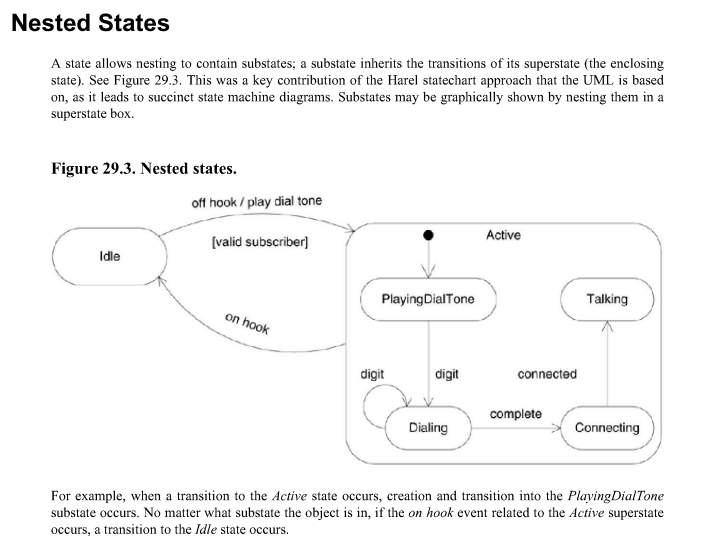 Nested States
A state allows nesting to contain substates; a substate inherits the transitions of its superstate (the enclosing
state). See Figure 29.3. This was a key contribution of the Harel statechart approach that the UML is based
on, as it leads to succinct state machine diagrams. Substates may be graphically shown by nesting them in a
superstate box.
Figure 29.3. Nested states.
off hook / play dial tone
[valid subscriber]
Active
Idle
PlayingDialTone
Talking
on hook
digit
digit
connected
complete
Dialing
Connecting
For example, when a transition to the Active state occurs, creation and transition into the PlayingDialTone
substate occurs. No matter what substate the object is in, if the on hook event related to the Active superstate
occurs, a transition to the Idle state occurs.